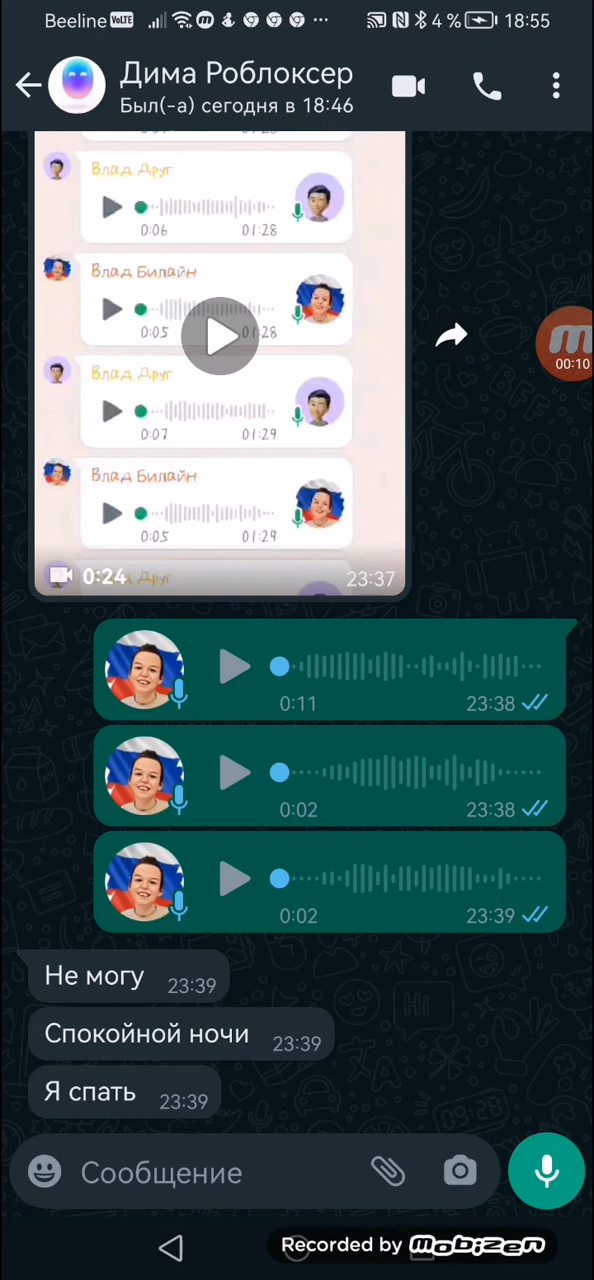 Beeline VoLTE 4 % 18:55
Дима Роблоксер
Был(-а) сегодня в 18:46
Влад Друг
0:06 01:28
Влад Билайн
0:05 01:28
Влад Друг
0:07 01:29
Влад Билайн
0:05 01:29
0:24 Друг 23:37
00:10
0:11 23:38
0:02 23:38
0:02 23:39
Не могу 23:39
Спокойной ночи 23:39
Я спать 23:39
Сообщение
Recorded by mobizen